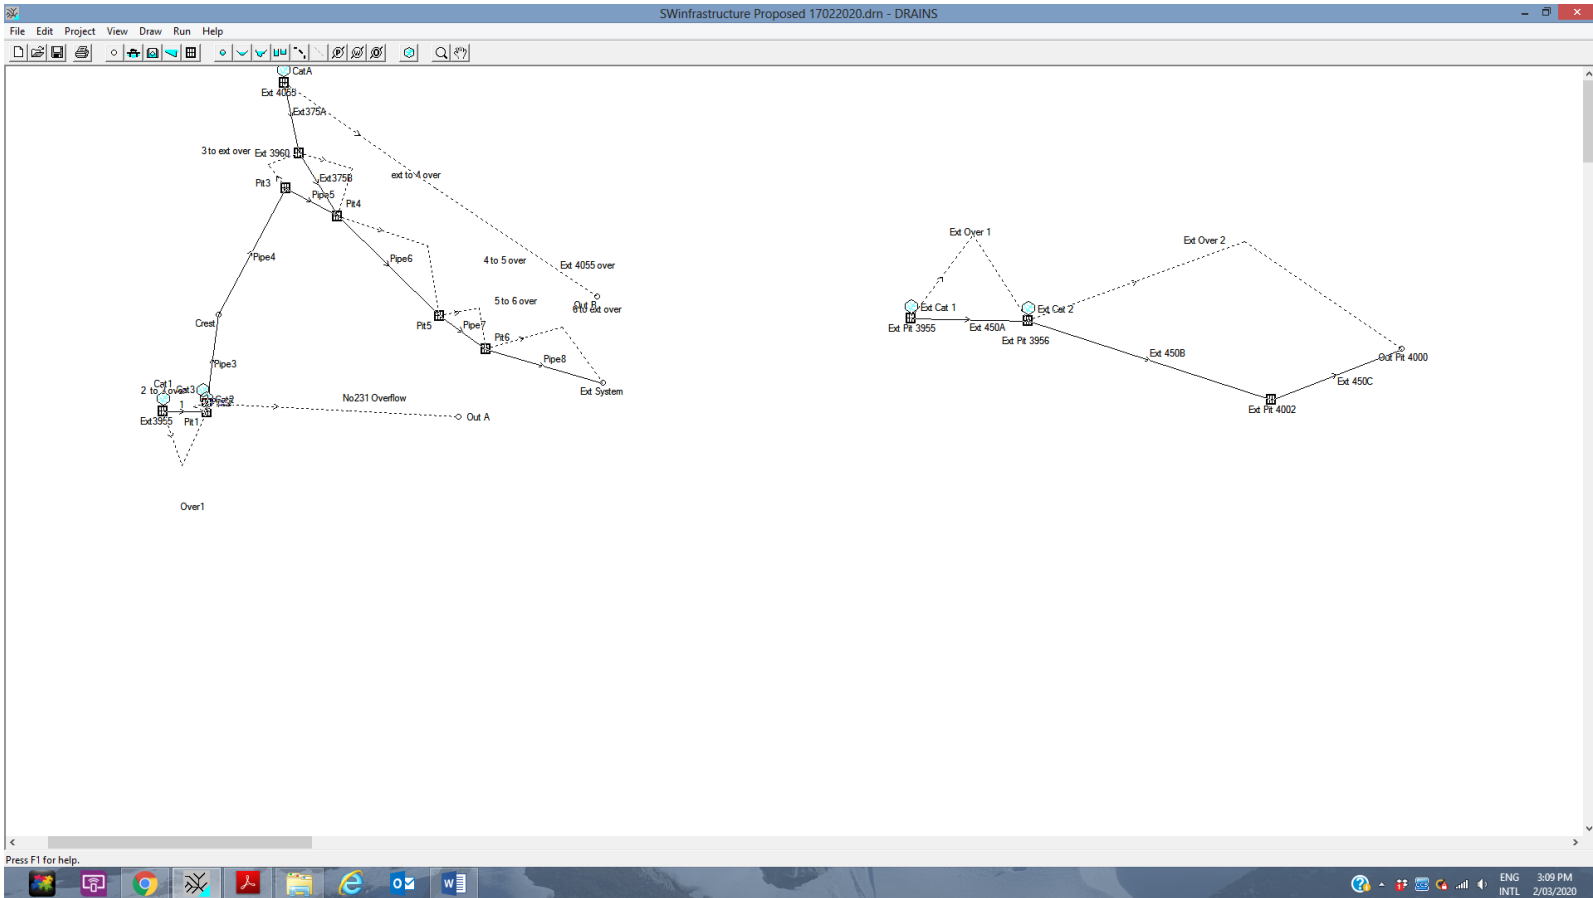 SWinfrastructure Proposed 17022020.drn - DRAINS
File Edit Project View Draw Run Help
CatA
Ext 4055
Ext375A
3 to ext over
Ext 3960
Ext375B
ext to 4 over
Pit3
Pipe5
Pit4
Ext Over 1
Ext Over 2
Pipe4
Pipe6
4 to 5 over
Ext 4055 over
5 to 6 over
Out B
6 to ext over
Ext Cat 1
Ext Cat 2
Crest
Pit5
Pipe7
Ext Pit 3955
Ext 450A
Pit6
Ext Pit 3956
Ext 450B
Out Pit 4000
Pipe3
Pipe8
Ext 450C
Cat1
Ext System
2 to 1 over
Cat3
Cat2
No231 Overflow
1
Ext3955
Pit1
Out A
Ext Pit 4002
Over1
Press F1 for help.
ENG 3:09 PM
INTL 2/03/2020